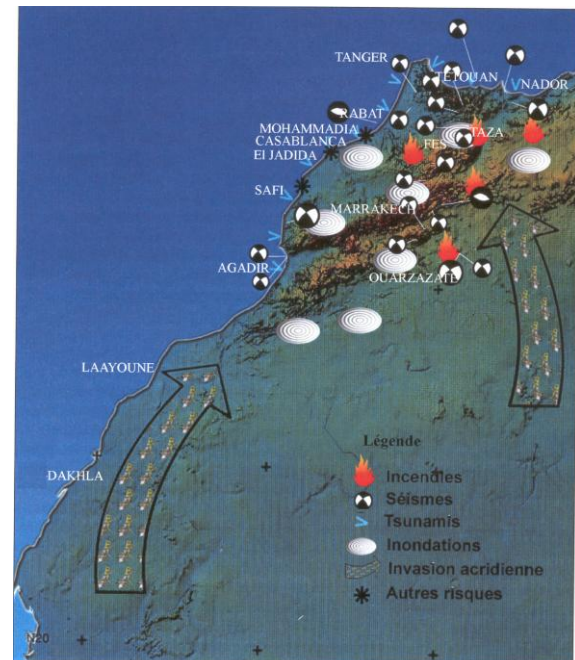 TANGER
TETOUAN
NADOR
RABAT
MOHAMMADIA
CASABLANCA
El JADIDA
FES
TAZA
SAFI
MARRAKECH
AGADIR
OUARZAZATE
LAAYOUNE
DAKHLA
Légende
Incendies
Séismes
Tsunamis
Inondations
Invasion acridienne
Autres risques
N20